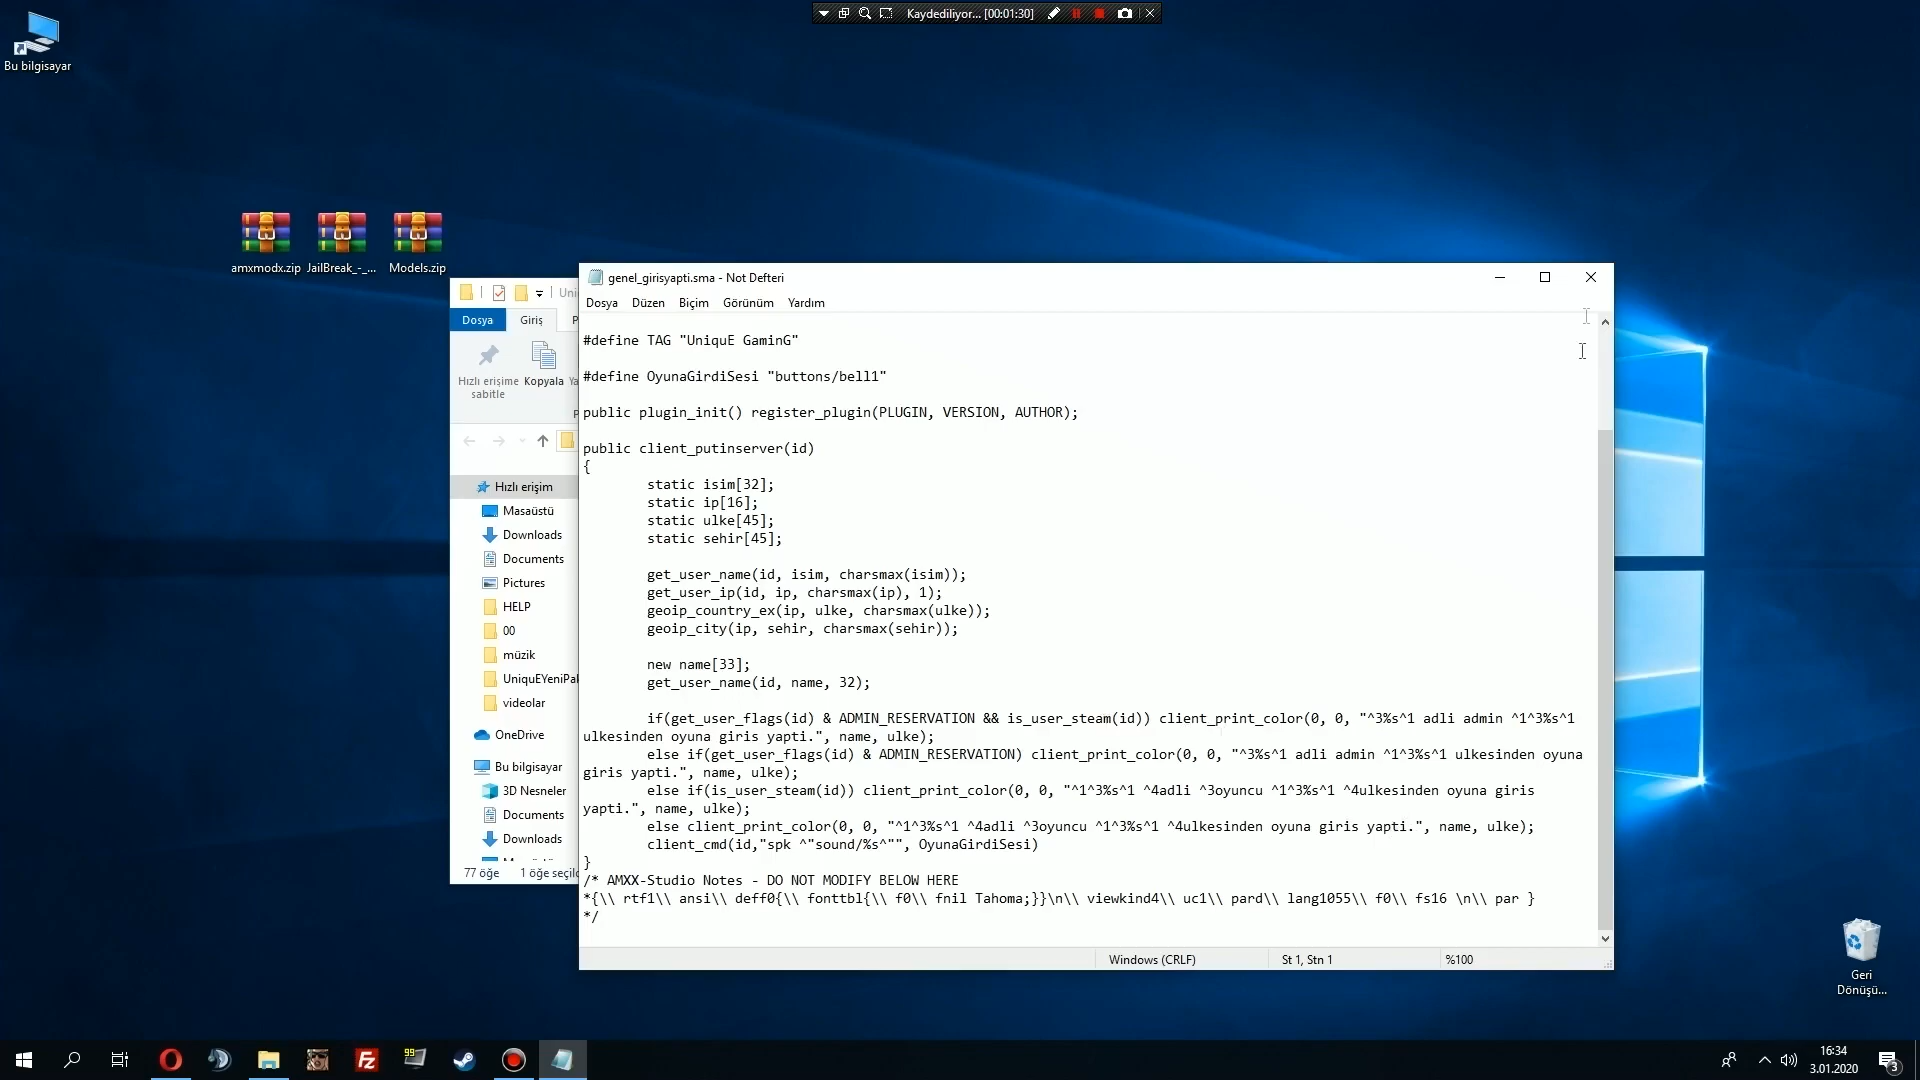 Kaydediliyor... [00:01:30]
Bu bilgisayar
amxmodx.zip
JailBreak_-_...
Models.zip
Uni
Dosya
Giriş
P
Hızlı erişime
sabitle
Kopyala
Ya
P
Hızlı erişim
Masaüstü
Downloads
Documents
Pictures
HELP
00
müzik
UniquEYeniPak
videolar
OneDrive
Bu bilgisayar
3D Nesneler
Documents
Downloads
77 öğe
1 öğe seçild
genel_girisyapti.sma - Not Defteri
Dosya Düzen Biçim Görünüm Yardım
#define TAG "UniquE GaminG"
#define OyunaGirdiSesi "buttons/bell1"
public plugin_init() register_plugin(PLUGIN, VERSION, AUTHOR);
public client_putinserver(id)
{
static isim[32];
static ip[16];
static ulke[45];
static sehir[45];
get_user_name(id, isim, charsmax(isim));
get_user_ip(id, ip, charsmax(ip), 1);
geoip_country_ex(ip, ulke, charsmax(ulke));
geoip_city(ip, sehir, charsmax(sehir));
new name[33];
get_user_name(id, name, 32);
if(get_user_flags(id) & ADMIN_RESERVATION && is_user_steam(id)) client_print_color(0, 0, "^3%s^1 adli admin ^1^3%s^1
ulkesinden oyuna giris yapti.", name, ulke);
else if(get_user_flags(id) & ADMIN_RESERVATION) client_print_color(0, 0, "^3%s^1 adli admin ^1^3%s^1 ulkesinden oyuna
giris yapti.", name, ulke);
else if(is_user_steam(id)) client_print_color(0, 0, "^1^3%s^1 ^4adli ^3oyuncu ^1^3%s^1 ^4ulkesinden oyuna giris
yapti.", name, ulke);
else client_print_color(0, 0, "^1^3%s^1 ^4adli ^3oyuncu ^1^3%s^1 ^4ulkesinden oyuna giris yapti.", name, ulke);
client_cmd(id,"spk ^"sound/%s^"", OyunaGirdiSesi)
}
/* AMXX-Studio Notes - DO NOT MODIFY BELOW HERE
*{\\ rtf1\\ ansi\\ deff0{\\ fonttbl{\\ f0\\ fnil Tahoma;}}\n\\ viewkind4\\ uc1\\ pard\\ lang1055\\ f0\\ fs16 \n\\ par }
*/
Windows (CRLF)
St 1, Stn 1
%100
Geri
Dönüşü...
99
16:34
3.01.2020
3